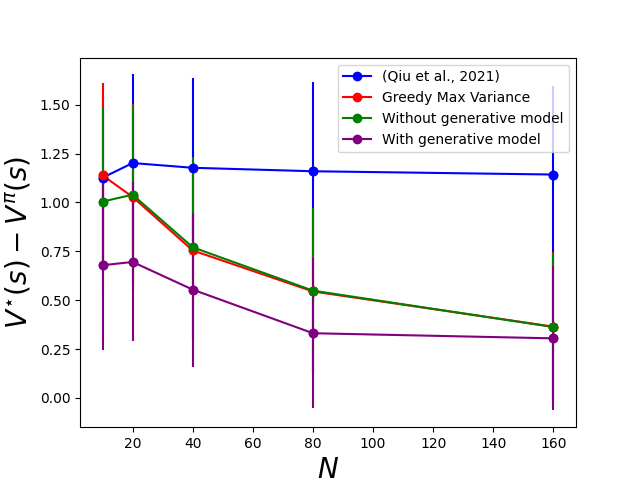 (Qiu et al., 2021)
Greedy Max Variance
Without generative model
With generative model
1.50
1.25
1.00
0.75
0.50
0.25
0.00
V⋆(s) − Vπ(s)
20 40 60 80 100 120 140 160
N